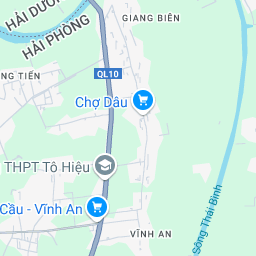 HẢI DƯƠ
HẢI PHÒNG
GIANG BIÊN
NG TIẾN
QL10
Chợ Dâu
THPT Tô Hiệu
Cầu - Vĩnh An
VĨNH AN
Sông Thái Bình